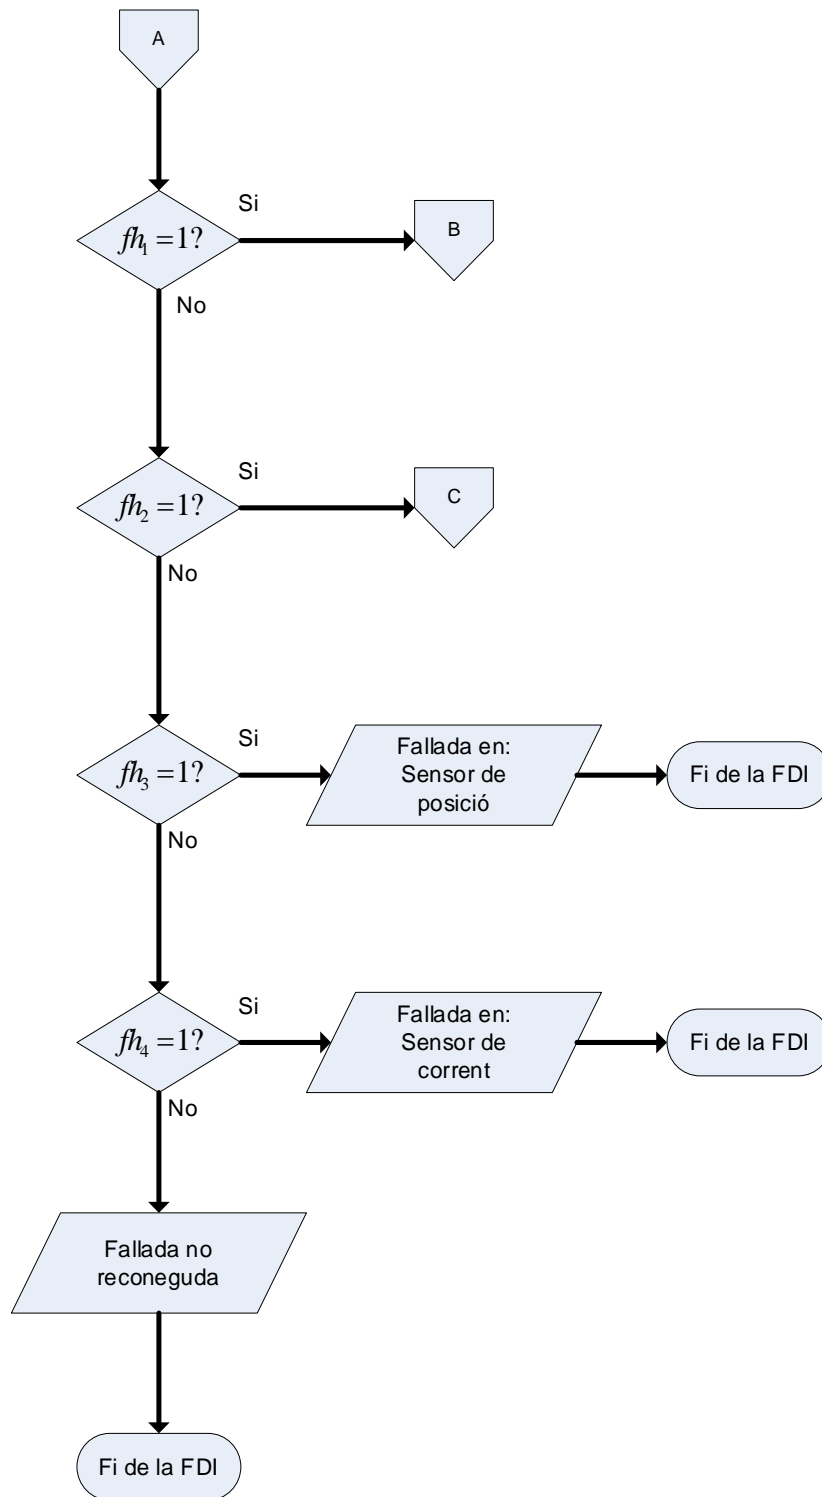 A
Si
fh₁ = 1?
B
No
Si
fh₂ = 1?
C
No
Si
fh₃ = 1?
Fallada en:
Sensor de
posició
Fi de la FDI
No
Si
fh₄ = 1?
Fallada en:
Sensor de
corrent
Fi de la FDI
No
Fallada no
reconeguda
Fi de la FDI